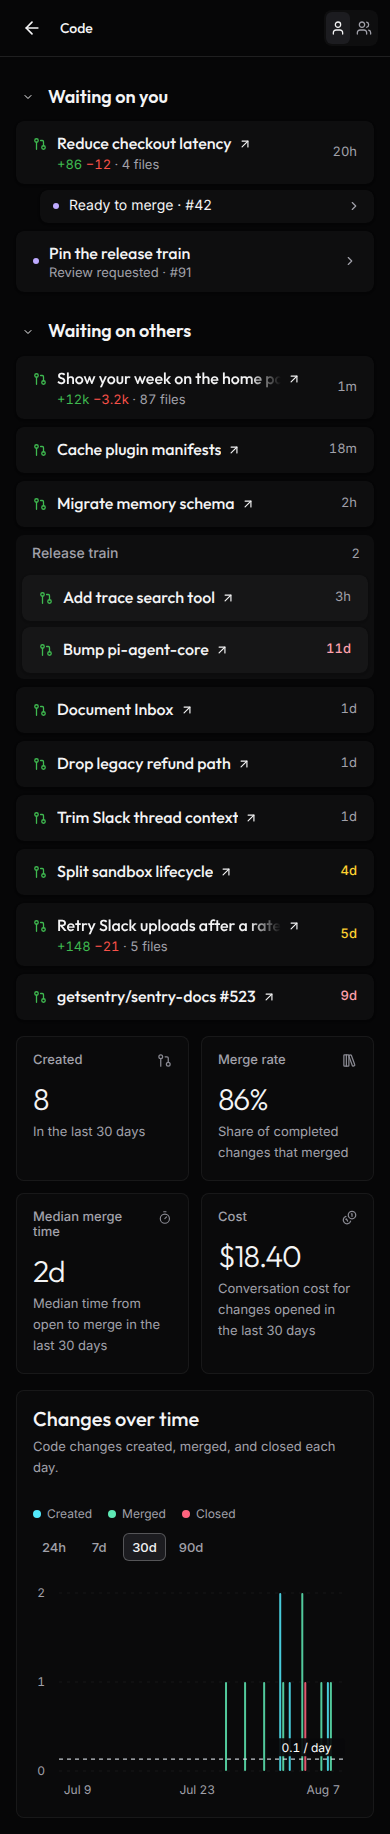 Code
Waiting on you
Reduce checkout latency
20h
+86 −12 · 4 files
Ready to merge · #42
Pin the release train
Review requested · #91
Waiting on others
Show your week on the home
1m
+12k −3.2k · 87 files
Cache plugin manifests
18m
Migrate memory schema
2h
Release train
2
Add trace search tool
3h
Bump pi-agent-core
11d
Document Inbox
1d
Drop legacy refund path
1d
Trim Slack thread context
1d
Split sandbox lifecycle
4d
Retry Slack uploads after a rate
5d
+148 −21 · 5 files
getsentry/sentry-docs #523
9d
Created
8
In the last 30 days
Merge rate
86%
Share of completed
changes that merged
Median merge
time
2d
Median time from
open to merge in the
last 30 days
Cost
$18.40
Conversation cost for
changes opened in
the last 30 days
Changes over time
Code changes created, merged, and closed each
day.
Created Merged Closed
24h 7d 30d 90d
2
1
0.1 / day
0
Jul 9 Jul 23 Aug 7